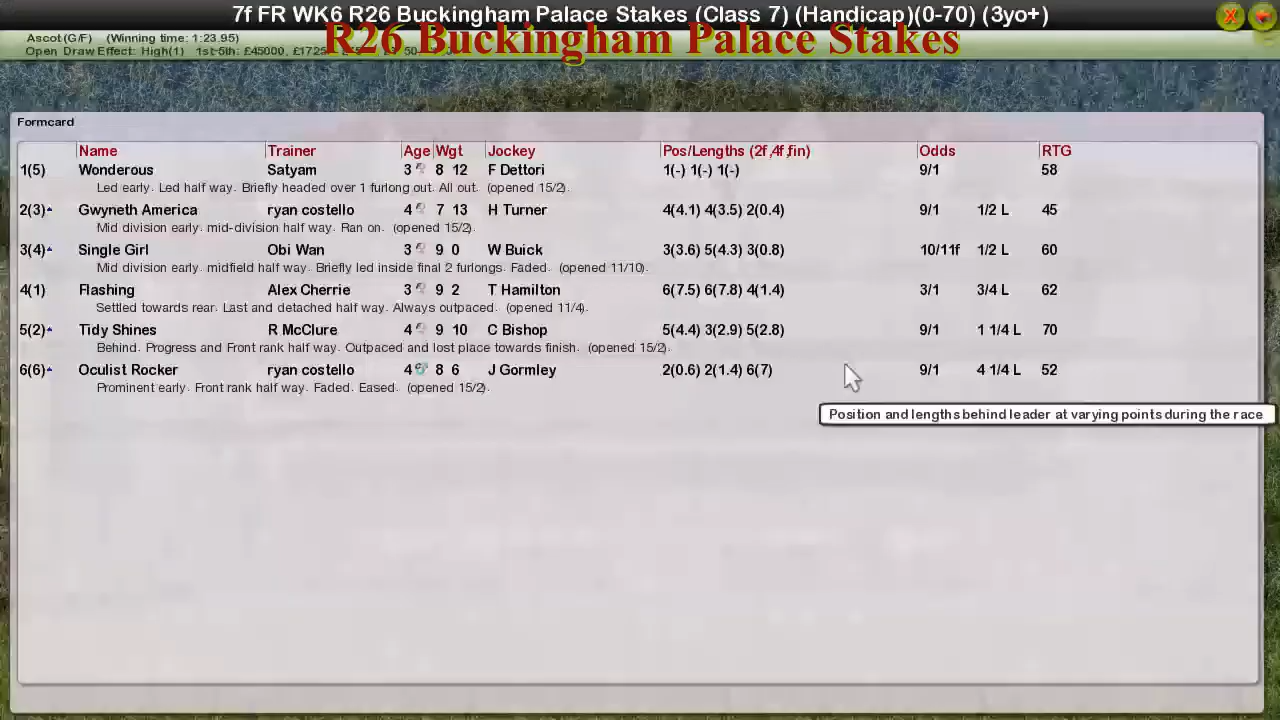 7f FR WK6 R26 Buckingham Palace Stakes (Class 7) (Handicap)(0-70) (3yo+)
R26 Buckingham Palace Stakes
Ascot(G/F) (Winning time: 1:23.95)
Open Draw Effect: High(1) 1st-5th: £45000,
Formcard
Name Trainer Age Wgt Jockey Pos/Lengths (2f,4f,fin) Odds RTG
1(5) Wonderous Satyam 3 8 12 F Dettori 1(-) 1(-) 1(-) 9/1 58
Led early. Led half way. Briefly headed over 1 furlong out. All out. (opened 15/2).
2(3) Gwyneth America ryan costello 4 7 13 H Turner 4(4.1) 4(3.5) 2(0.4) 9/1 1/2 L 45
Mid division early. mid-division half way. Ran on. (opened 15/2).
3(4) Single Girl Obi Wan 3 9 0 W Buick 3(3.6) 5(4.3) 3(0.8) 10/11f 1/2 L 60
Mid division early. midfield half way. Briefly led inside final 2 furlongs. Faded. (opened 11/10).
4(1) Flashing Alex Cherrie 3 9 2 T Hamilton 6(7.5) 6(7.8) 4(1.4) 3/1 3/4 L 62
Settled towards rear. Last and detached half way. Always outpaced. (opened 11/4).
5(2) Tidy Shines R McClure 4 9 10 C Bishop 5(4.4) 3(2.9) 5(2.8) 9/1 1 1/4 L 70
Behind. Progress and Front rank half way. Outpaced and lost place towards finish. (opened 15/2).
6(6) Oculist Rocker ryan costello 4 8 6 J Gormley 2(0.6) 2(1.4) 6(7) 9/1 4 1/4 L 52
Prominent early. Front rank half way. Faded. Eased. (opened 15/2).
Position and lengths behind leader at varying points during the race